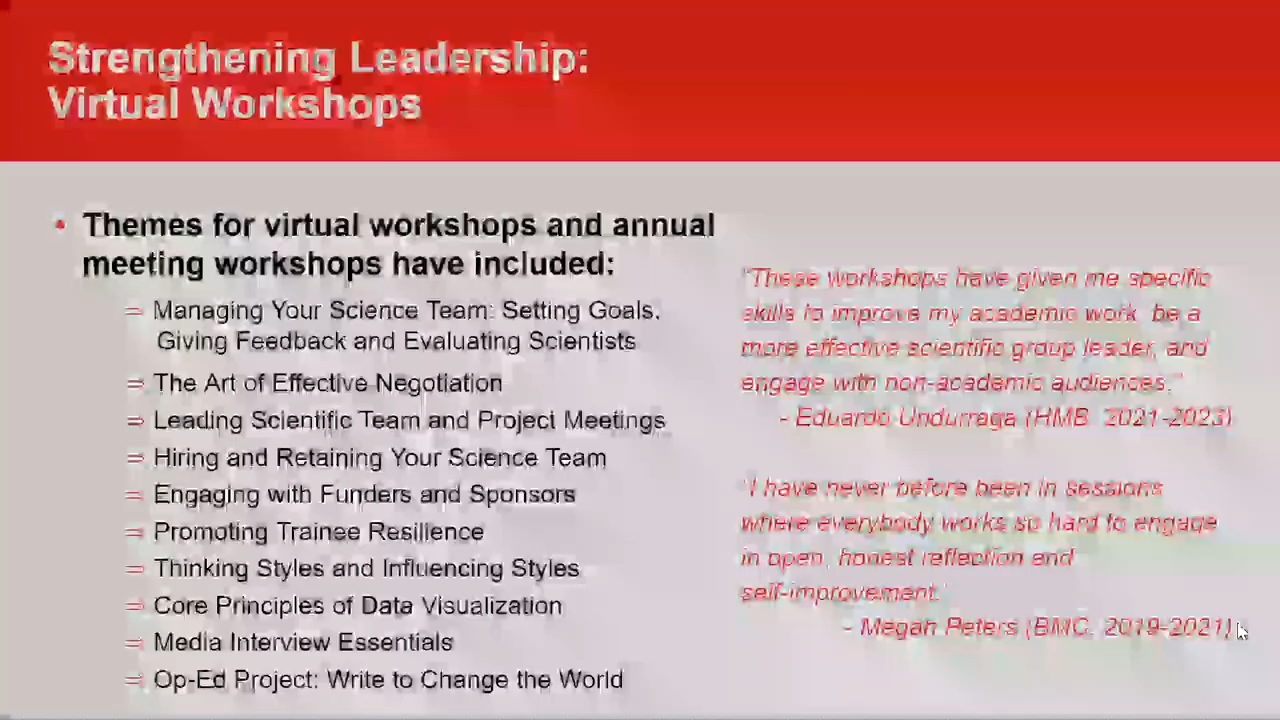 Strengthening Leadership:
Virtual Workshops
• Themes for virtual workshops and annual
meeting workshops have included:
Managing Your Science Team: Setting Goals,
Giving Feedback and Evaluating Scientists
The Art of Effective Negotiation
Leading Scientific Team and Project Meetings
Hiring and Retaining Your Science Team
Engaging with Funders and Sponsors
Promoting Trainee Resilience
Thinking Styles and Influencing Styles
Core Principles of Data Visualization
Media Interview Essentials
Op-Ed Project: Write to Change the World
"These workshops have given me specific
skills to improve my academic work, be a
more effective scientific group leader, and
engage with non-academic audiences."
- Eduardo Undurraga (HMB, 2021-2023)
"I have never before been in sessions
where everybody works so hard to engage
in open, honest reflection and
self-improvement."
- Megan Peters (BMC, 2019-2021)